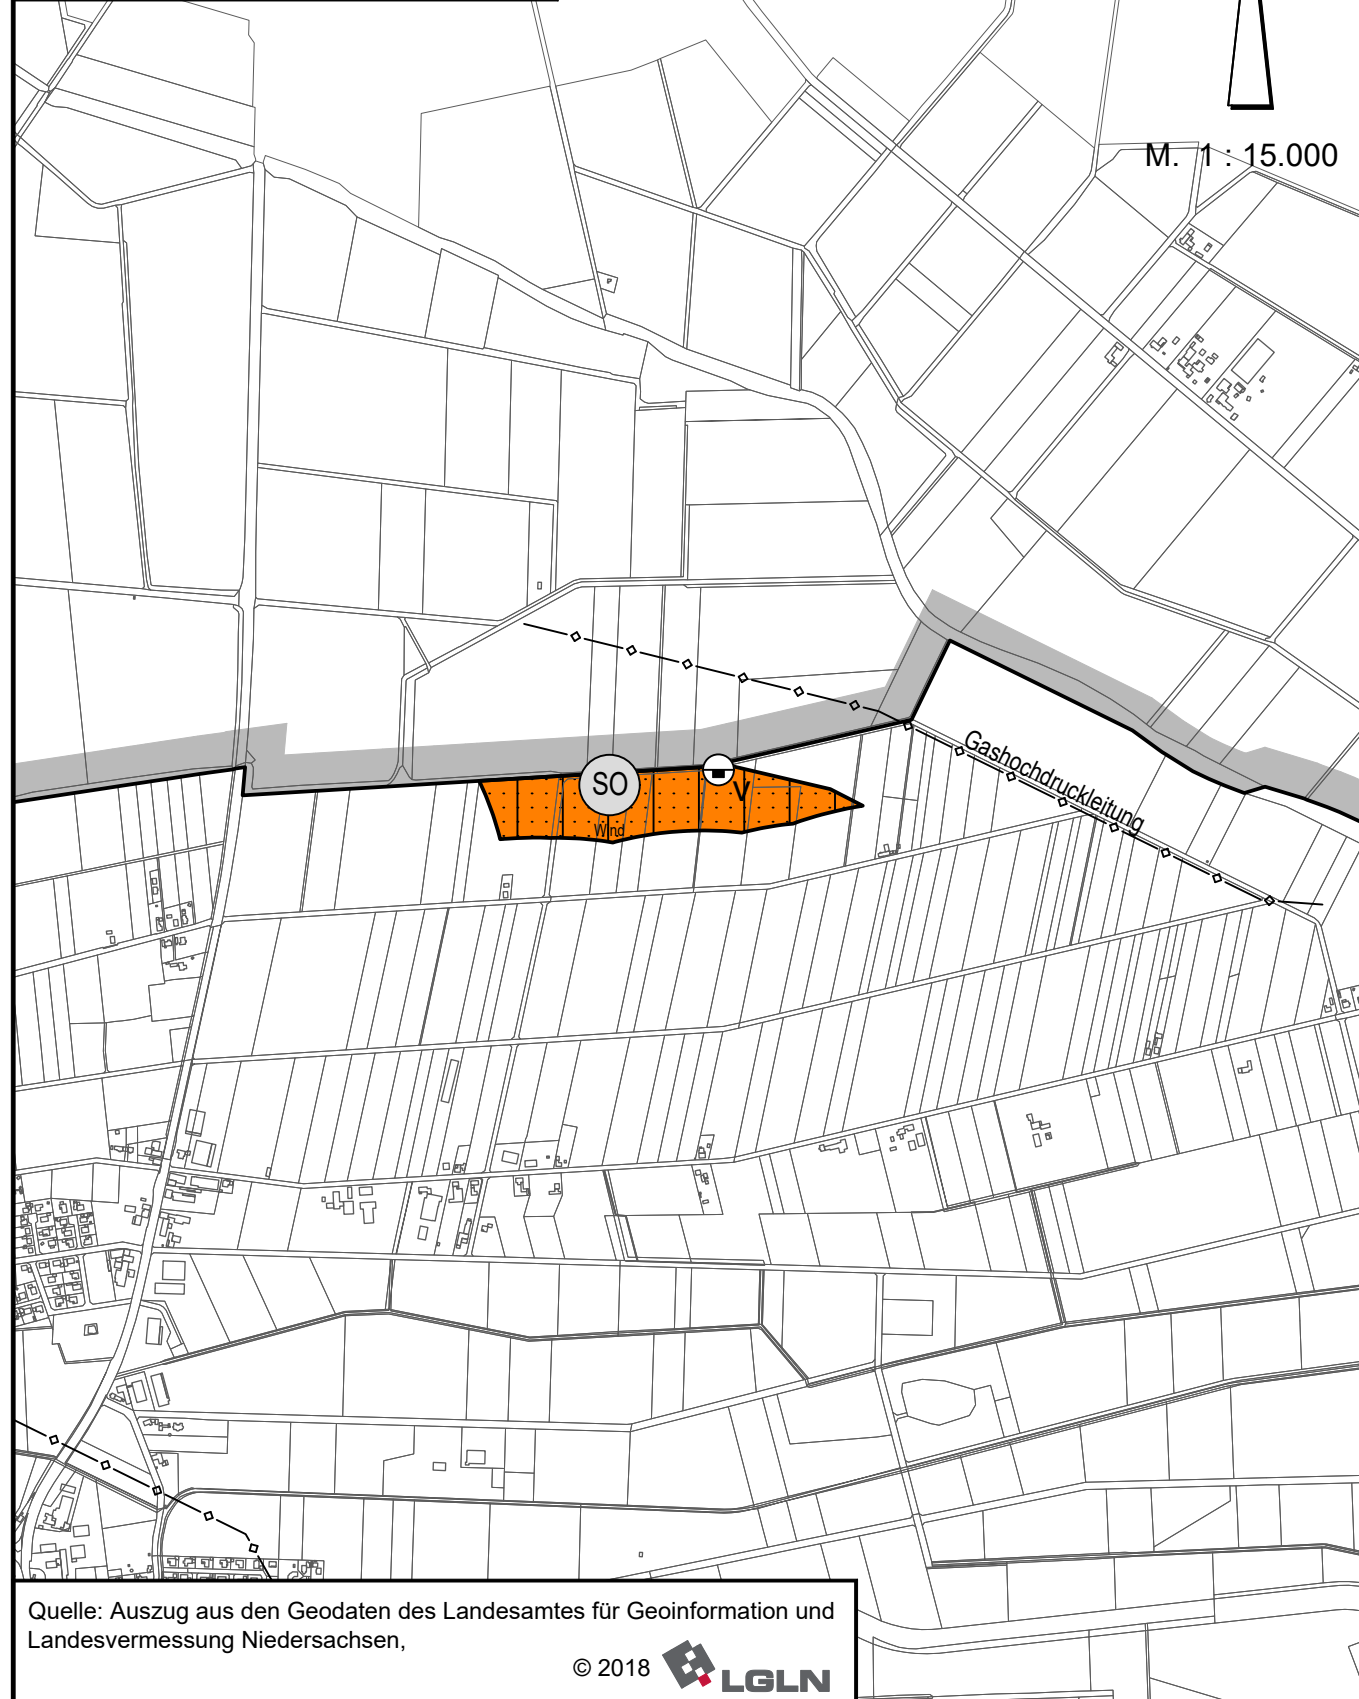 M. 1 : 15.000
Gashochdruckleitung
SO
V
Wind
Quelle: Auszug aus den Geodaten des Landesamtes für Geoinformation und
Landesvermessung Niedersachsen,
© 2018 LGLN